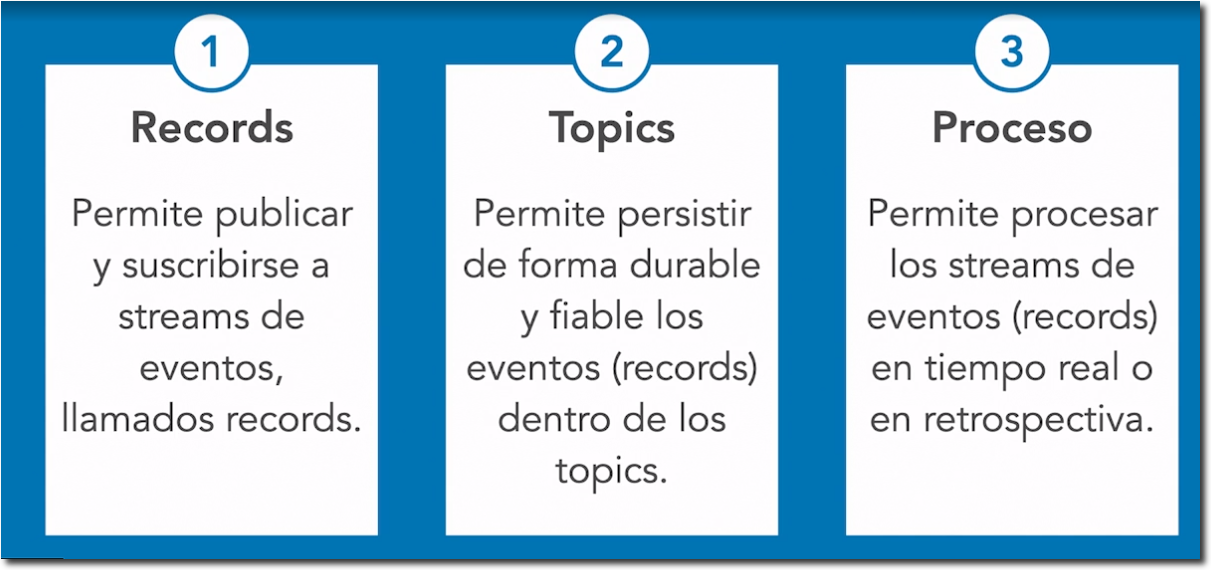 1
Records
Permite publicar
y suscribirse a
streams de
eventos,
llamados records.
2
Topics
Permite persistir
de forma durable
y fiable los
eventos (records)
dentro de los
topics.
3
Proceso
Permite procesar
los streams de
eventos (records)
en tiempo real o
en retrospectiva.